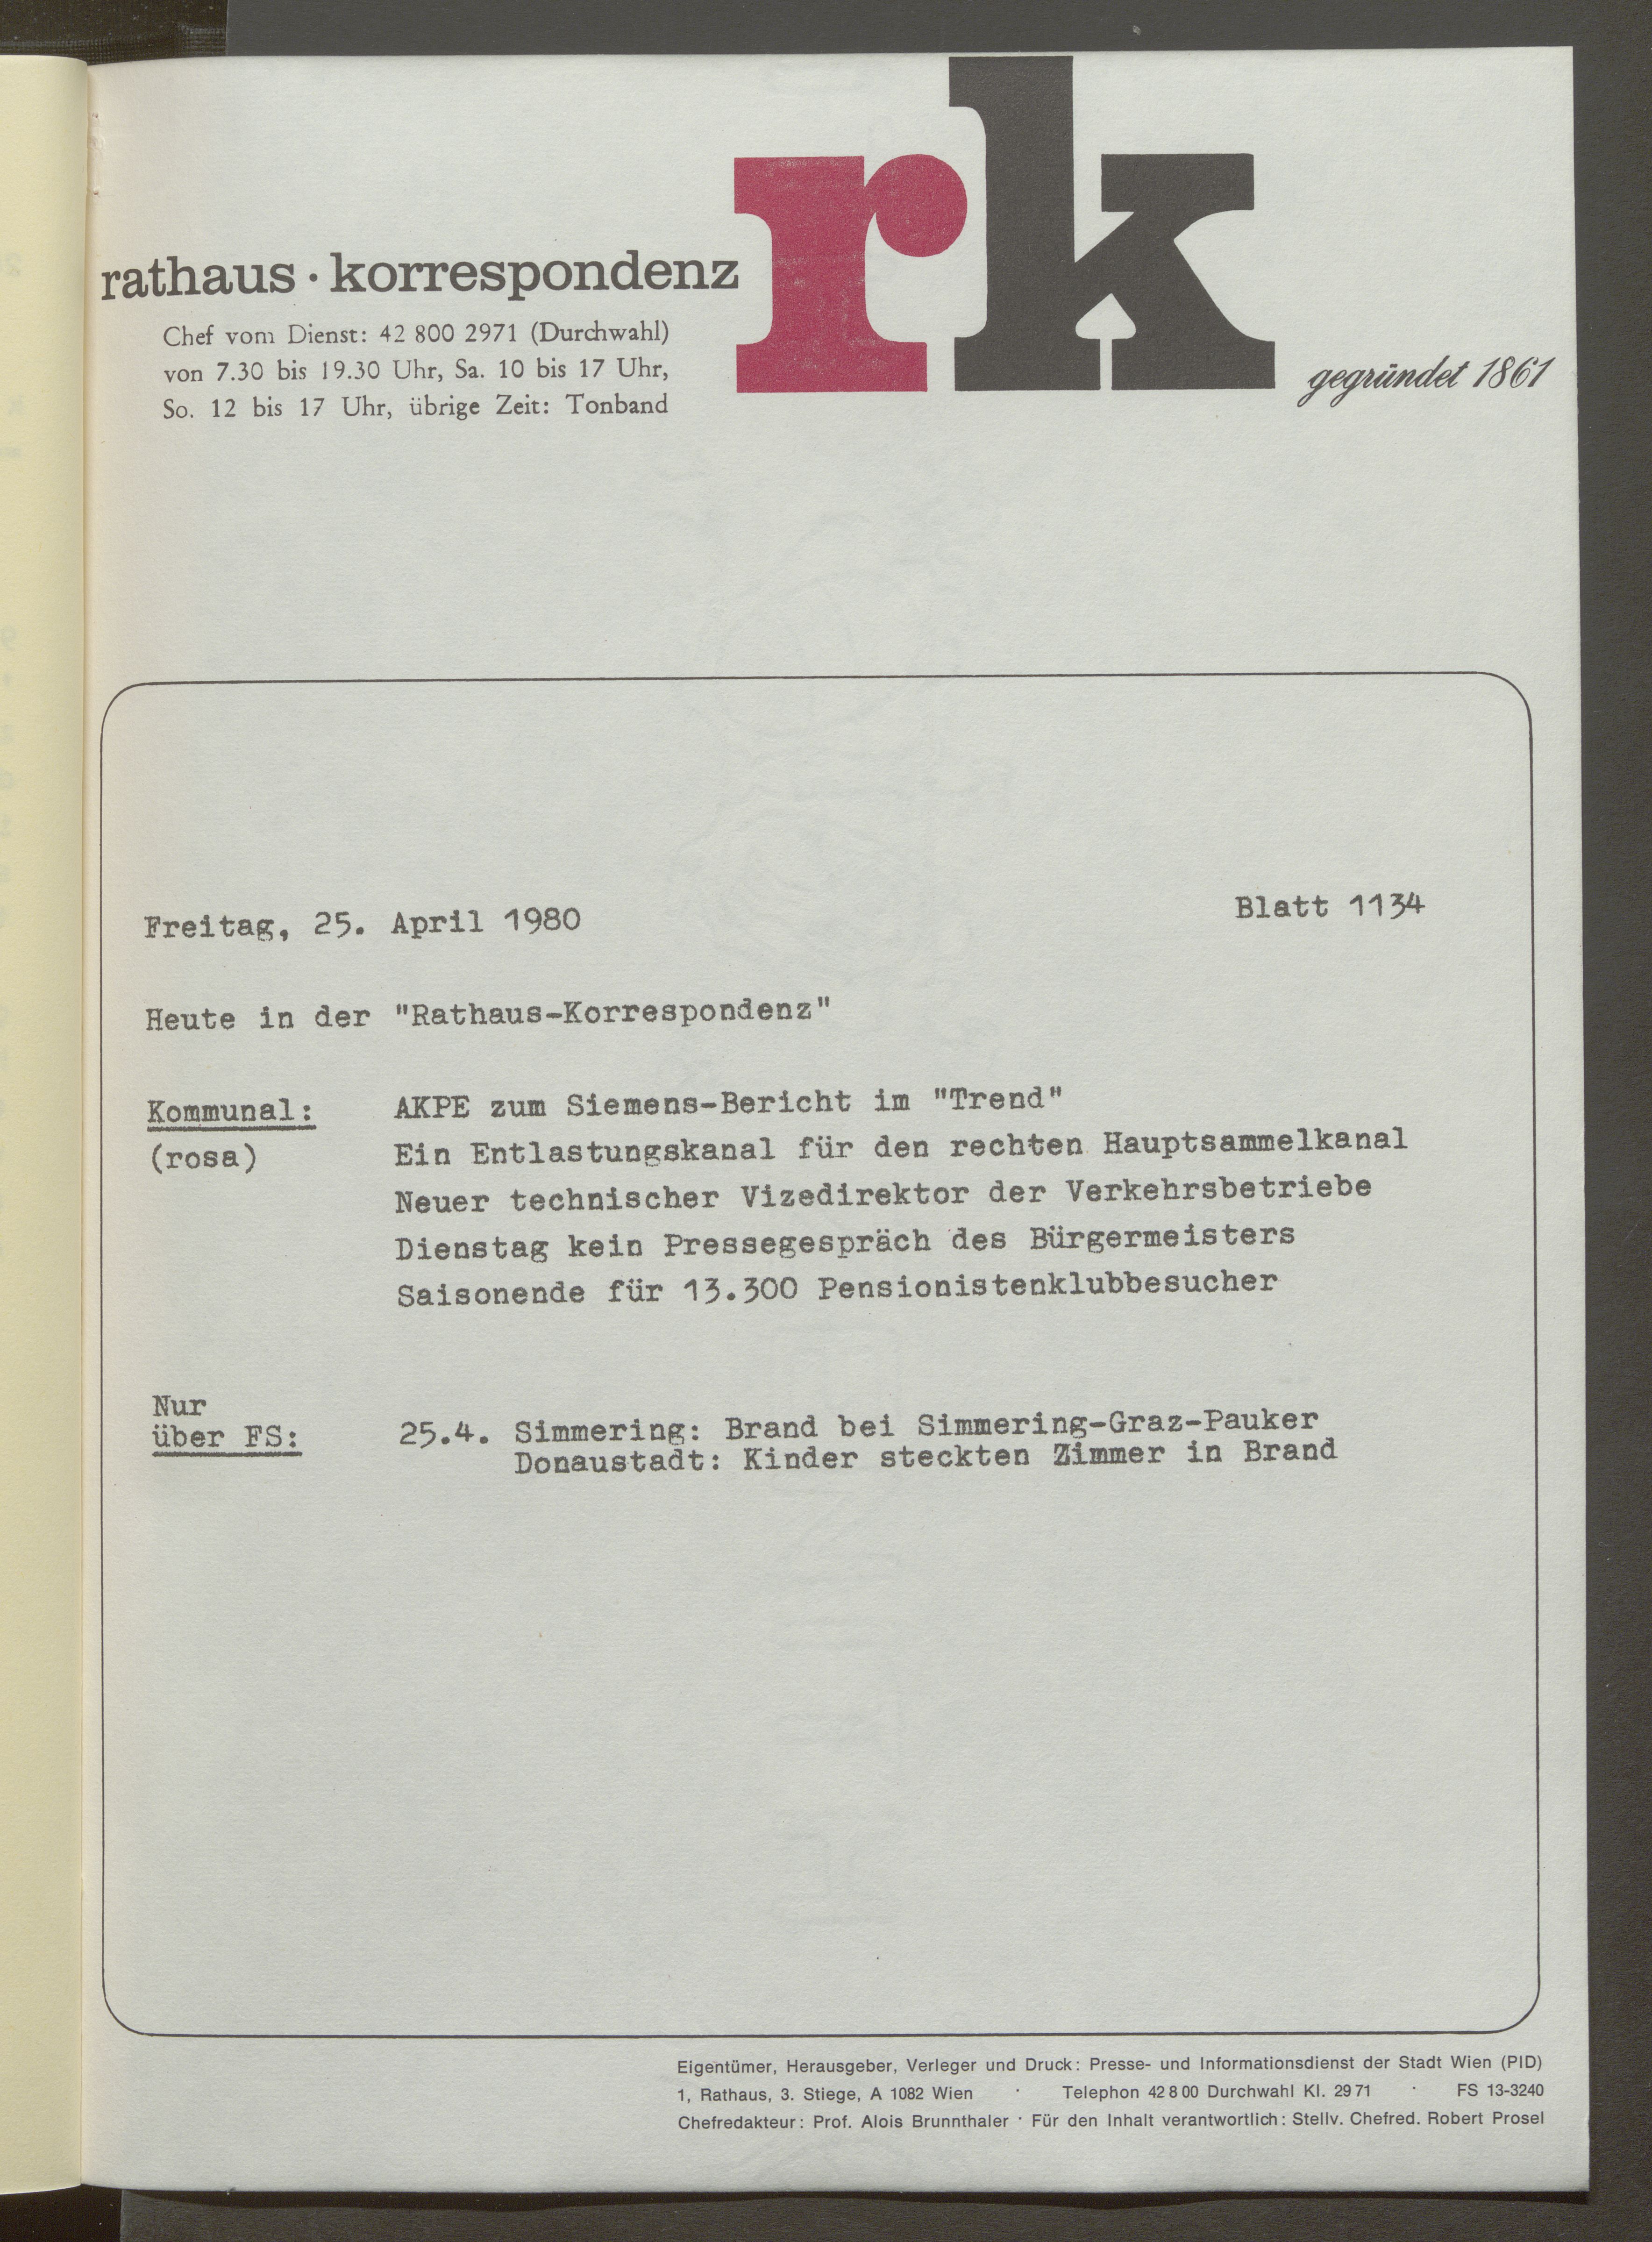 rk
rathaus · korrespondenz
Chef vom Dienst: 42 800 2971 (Durchwahl)
von 7.30 bis 19.30 Uhr, Sa. 10 bis 17 Uhr,
So. 12 bis 17 Uhr, übrige Zeit: Tonband
gegründet 1861
Freitag, 25. April 1980 Blatt 1134
Heute in der "Rathaus-Korrespondenz"
Kommunal: AKPE zum Siemens-Bericht im "Trend"
(rosa) Ein Entlastungskanal für den rechten Hauptsammelkanal
Neuer technischer Vizedirektor der Verkehrsbetriebe
Dienstag kein Pressegespräch des Bürgermeisters
Saisonende für 13.300 Pensionistenklubbesucher
Nur
über FS: 25.4. Simmering: Brand bei Simmering-Graz-Pauker
Donaustadt: Kinder steckten Zimmer in Brand
Eigentümer, Herausgeber, Verleger und Druck: Presse- und Informationsdienst der Stadt Wien (PID)
1, Rathaus, 3. Stiege, A 1082 Wien · Telephon 42 8 00 Durchwahl Kl. 29 71 · FS 13-3240
Chefredakteur: Prof. Alois Brunnthaler · Für den Inhalt verantwortlich: Stellv. Chefred. Robert Prosel